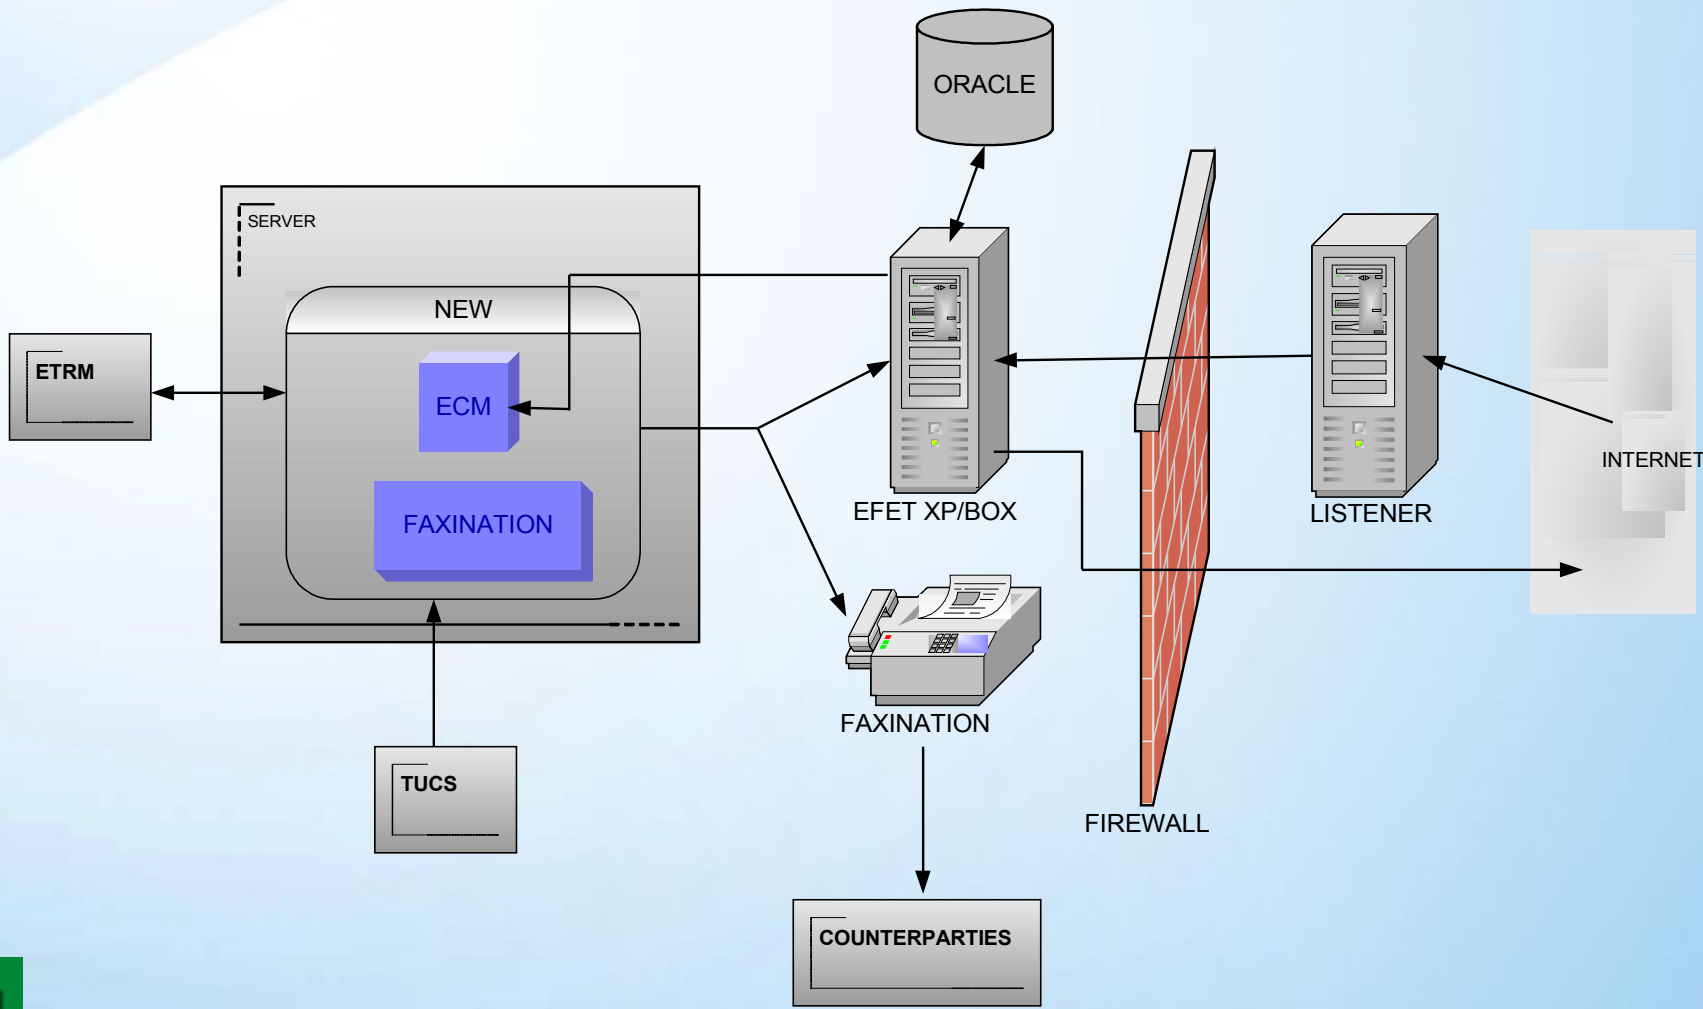 ORACLE
SERVER
NEW
ETRM
ECM
INTERNET
FAXINATION
EFET XP/BOX
LISTENER
FAXINATION
TUCS
FIREWALL
COUNTERPARTIES